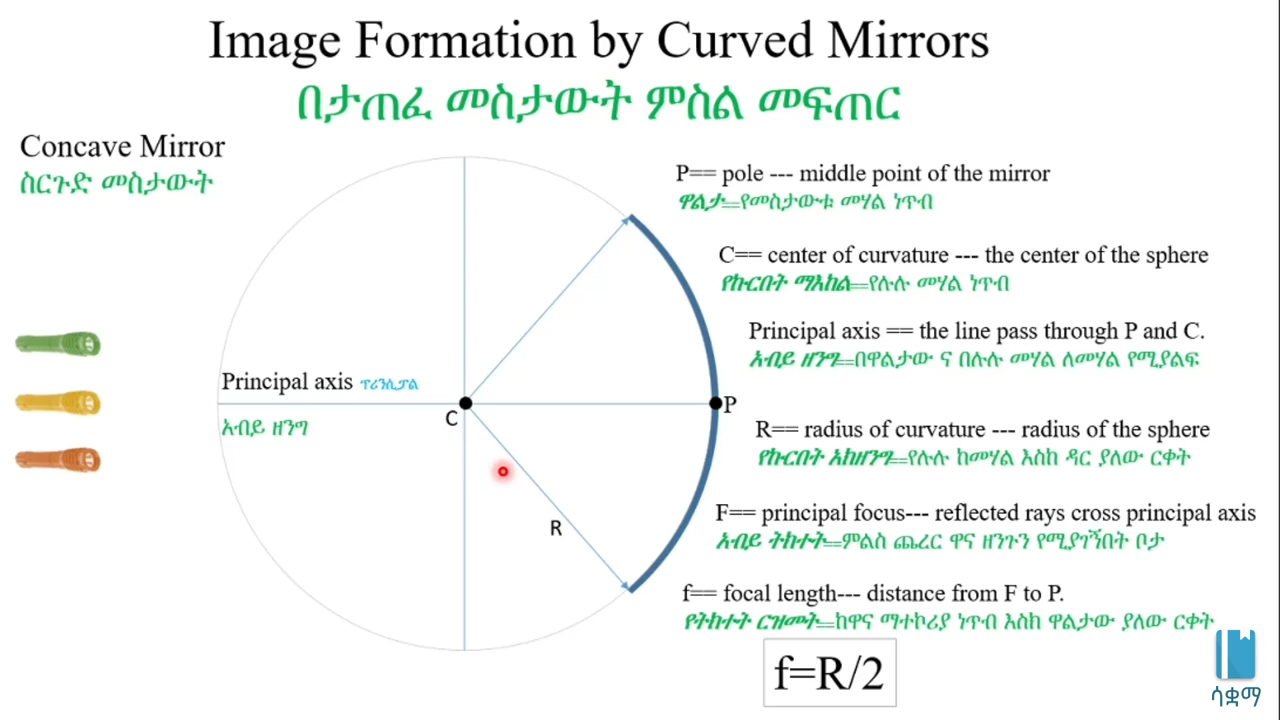 Image Formation by Curved Mirrors
በታጠፈ መስታውት ምስል መፍጠር
Concave Mirror
ስርጉድ መስታውት
P== pole --- middle point of the mirror
ዋልታ==የመስታውቱ መሃል ነጥብ
C== center of curvature --- the center of the sphere
የኩርበት ማእከል==የሉሉ መሃል ነጥብ
Principal axis == the line pass through P and C.
አብይ ዘንግ==በዋልታው ና በሉሉ መሃል ለመሃል የሚያልፍ
Principal axis ፕሪንሲፓል
አብይ ዘንግ
C
P
R
R== radius of curvature --- radius of the sphere
የኩርበት አከዘንግ==የሉሉ ከመሃል እስከ ዳር ያለው ርቀት
F== principal focus--- reflected rays cross principal axis
አብይ ትከተት==ምልስ ጨረር ዋና ዘንጉን የሚያገኝበት ቦታ
f== focal length--- distance from F to P.
የትከተት ርዝመት==ከዋና ማተኮሪያ ነጥብ እስክ ዋልታው ያለው ርቀት
f=R/2
ሳቋማ